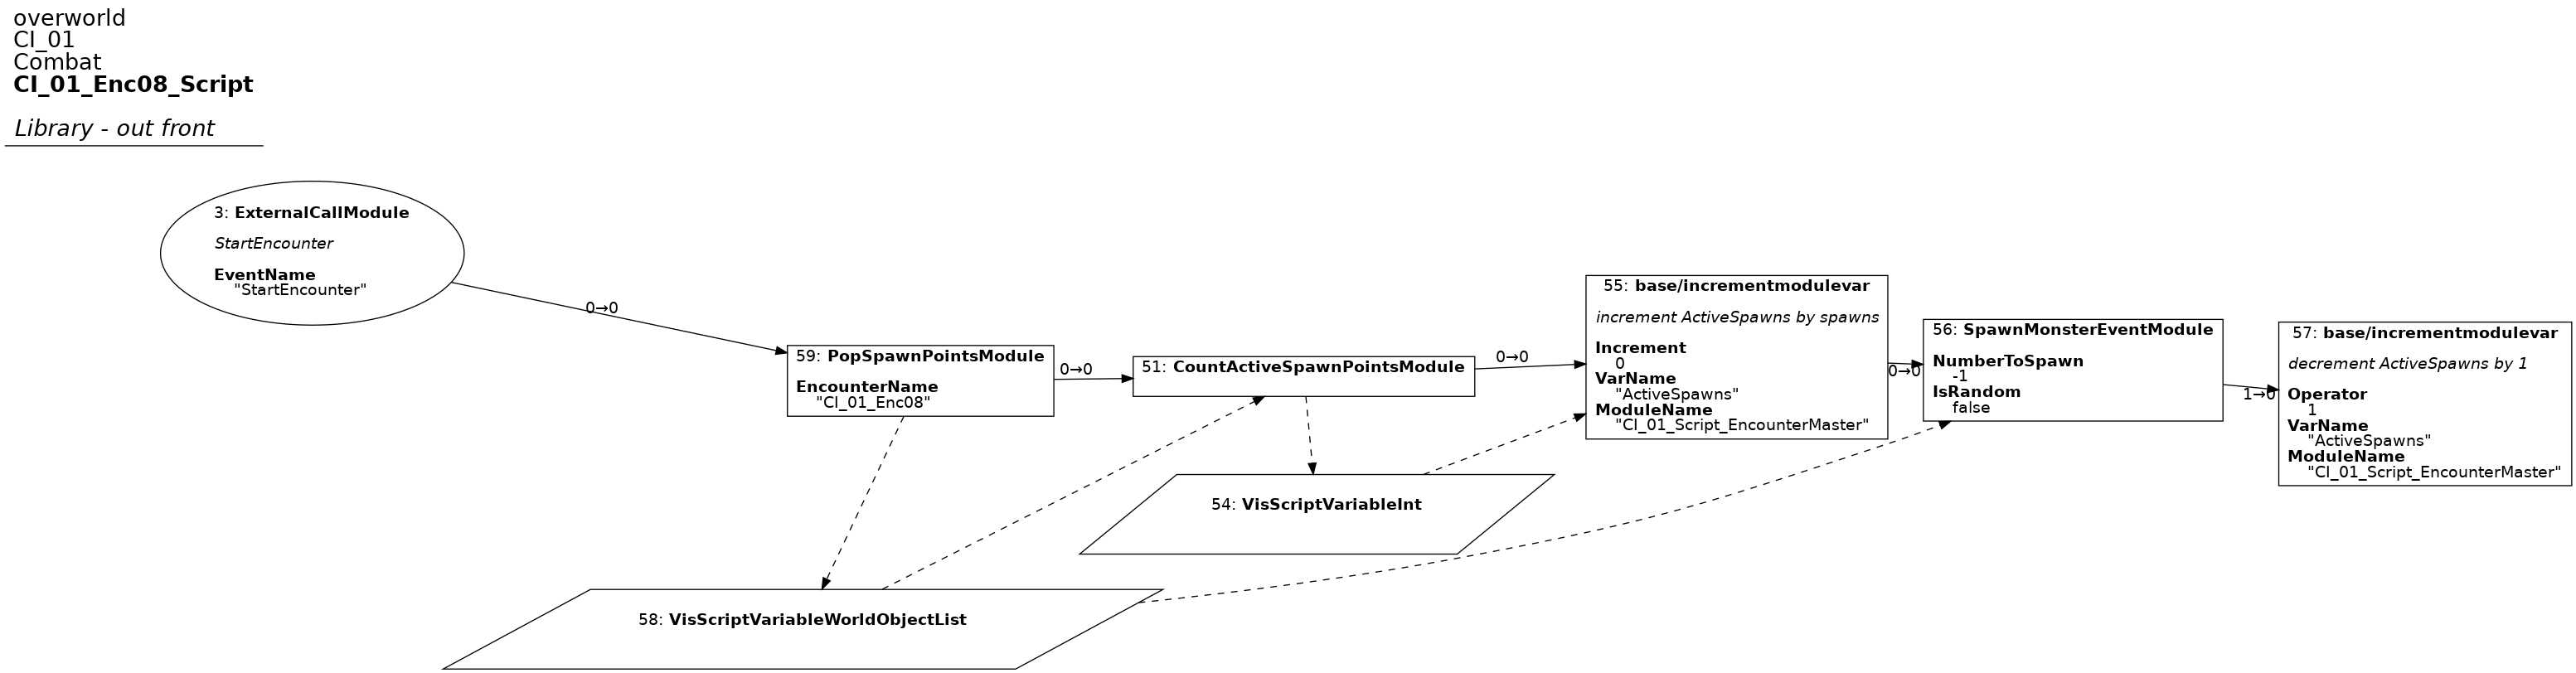 overworld
CI_01
Combat
CI_01_Enc08_Script
Library - out front
3: ExternalCallModule
StartEncounter
EventName
"StartEncounter"
0→0
59: PopSpawnPointsModule
EncounterName
"CI_01_Enc08"
0→0
51: CountActiveSpawnPointsModule
0→0
55: base/incrementmodulevar
increment ActiveSpawns by spawns
Increment
0
VarName
"ActiveSpawns"
ModuleName
"CI_01_Script_EncounterMaster"
0→0
56: SpawnMonsterEventModule
NumberToSpawn
-1
IsRandom
false
1→0
57: base/incrementmodulevar
decrement ActiveSpawns by 1
Operator
1
VarName
"ActiveSpawns"
ModuleName
"CI_01_Script_EncounterMaster"
54: VisScriptVariableInt
58: VisScriptVariableWorldObjectList